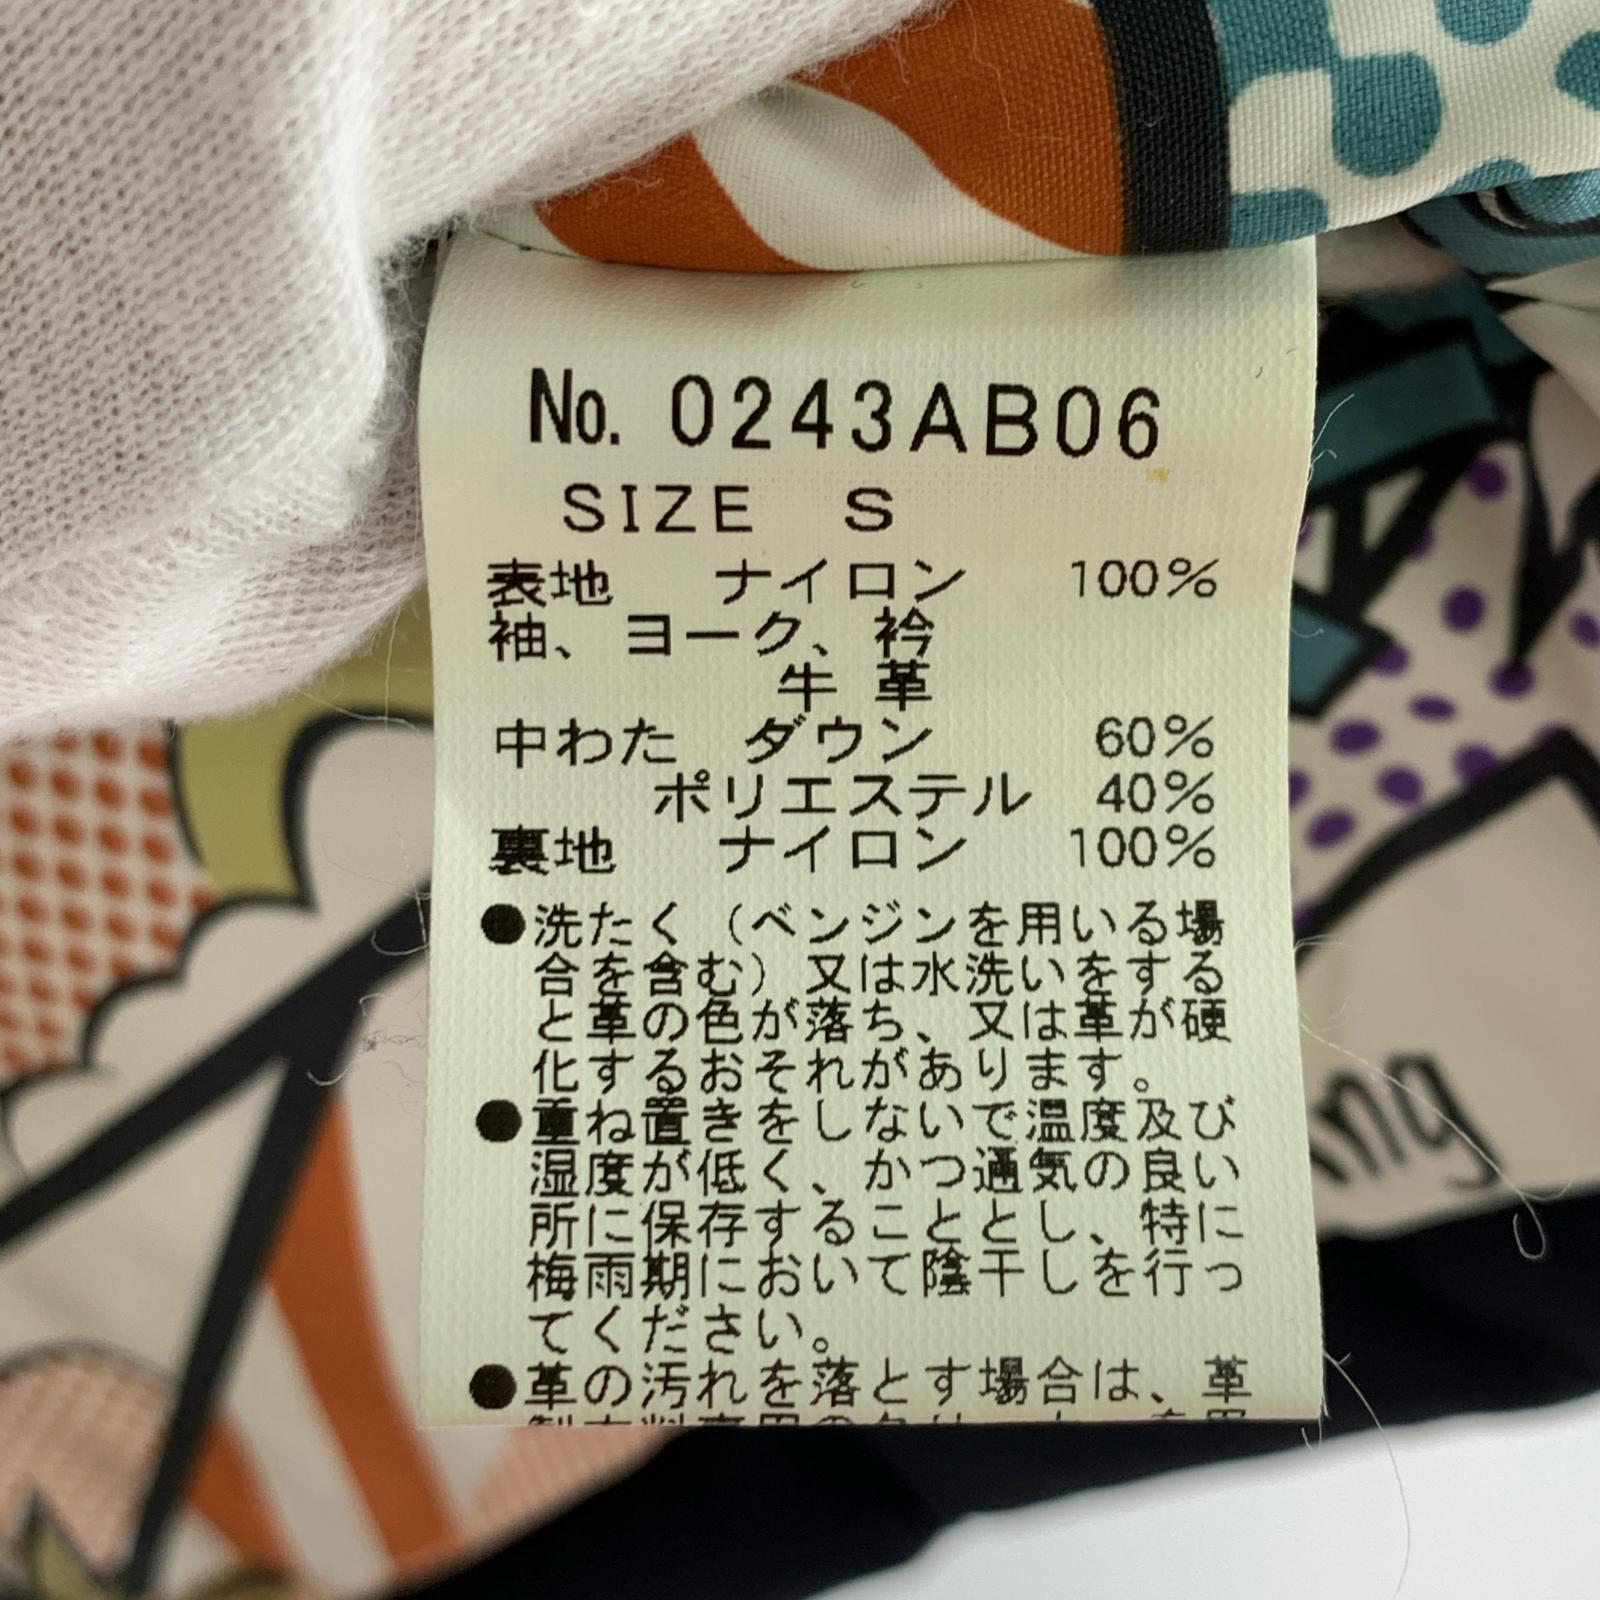 No. 0243AB06
SIZE S
表地 ナイロン 100%
袖、ヨーク、衿
牛革
中わた ダウン 60%
ポリエステル 40%
裏地 ナイロン 100%
●洗たく（ベンジンを用いる場
合を含む）又は水洗いをする
と革の色が落ち、又は革が硬
化するおそれがあります。
●重ね置きをしないで温度及び
湿度が低く、かつ通気の良い
所に保存することとし、特に
梅雨期において陰干しを行っ
てください。
●革の汚れを落とす場合は、革
ng